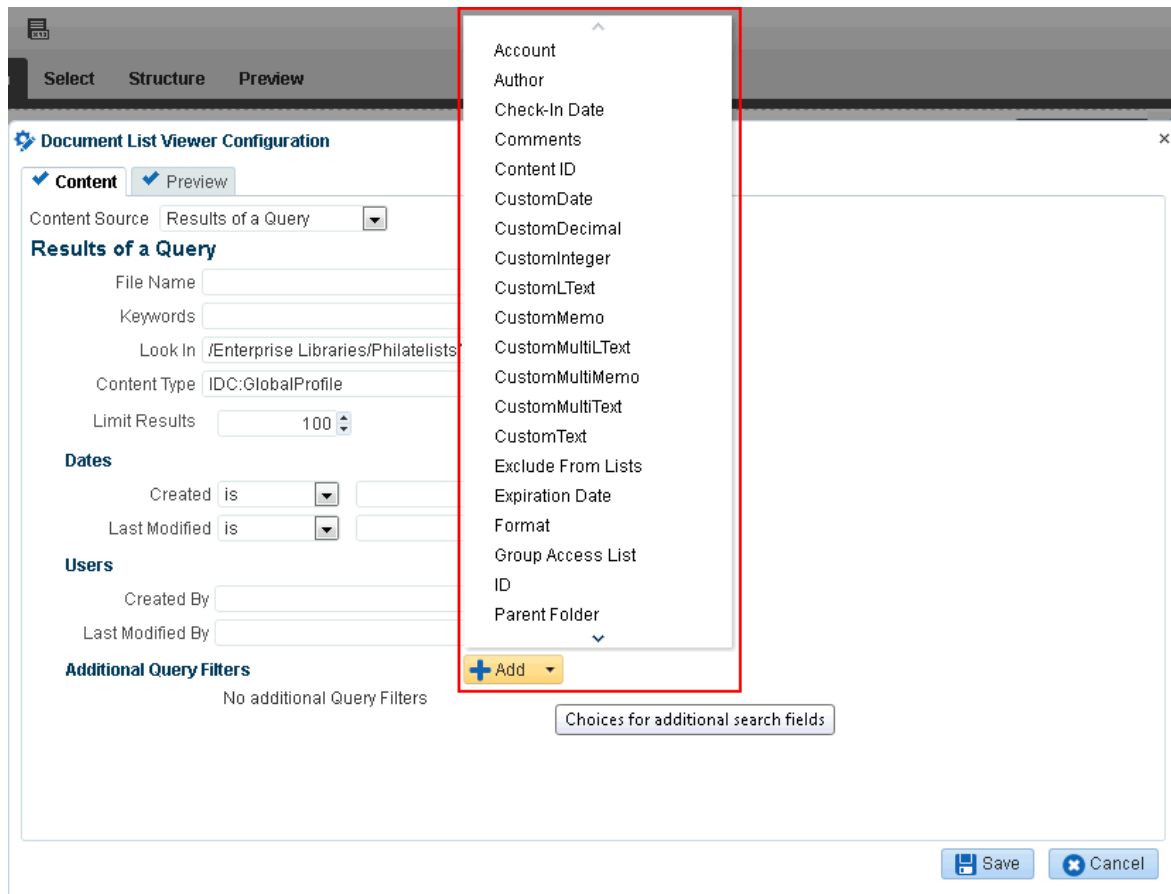 Select Structure Preview
Document List Viewer Configuration
Content Preview
Content Source Results of a Query
Results of a Query
File Name
Keywords
Look In /Enterprise Libraries/Philatelists
Content Type IDC:GlobalProfile
Limit Results 100
Dates
Created is
Last Modified is
Users
Created By
Last Modified By
Additional Query Filters
No additional Query Filters
Account
Author
Check-In Date
Comments
Content ID
CustomDate
CustomDecimal
CustomInteger
CustomLText
CustomMemo
CustomMultiLText
CustomMultiMemo
CustomMultiText
CustomText
Exclude From Lists
Expiration Date
Format
Group Access List
ID
Parent Folder
Add
Choices for additional search fields
Save Cancel